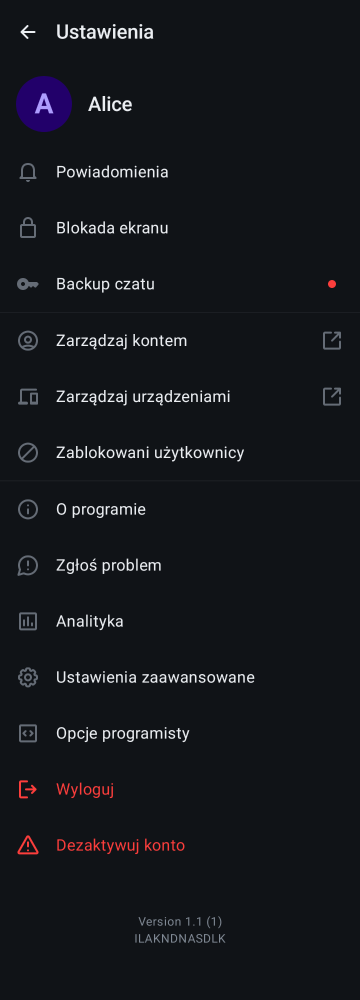 Ustawienia
A
Alice
Powiadomienia
Blokada ekranu
Backup czatu
Zarządzaj kontem
Zarządzaj urządzeniami
Zablokowani użytkownicy
O programie
Zgłoś problem
Analityka
Ustawienia zaawansowane
Opcje programisty
Wyloguj
Dezaktywuj konto
Version 1.1 (1)
ILAKNDNASDLK